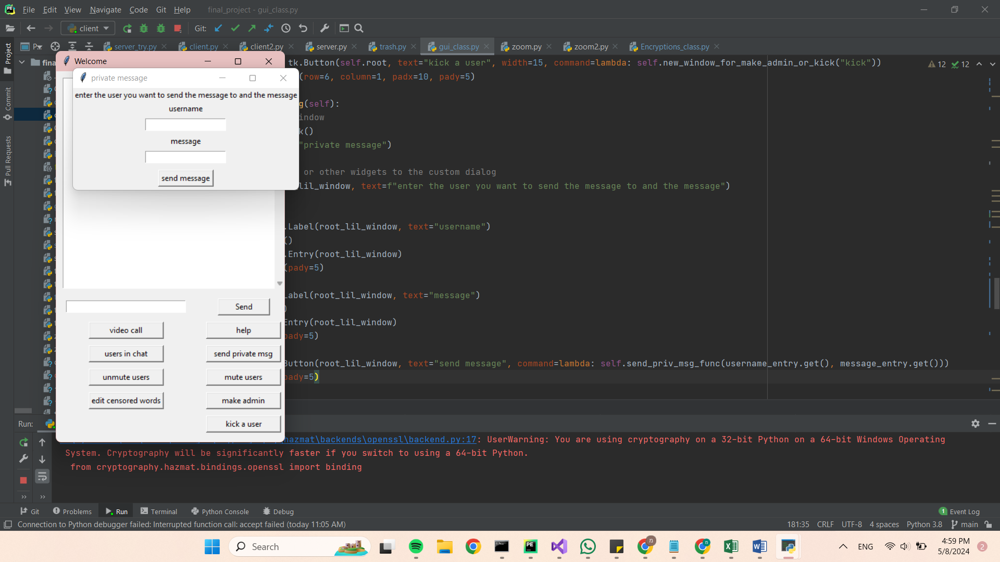 File Edit View Navigate Code Git Help final_project - gui_class.py
client Git:
P... server_try.py client.py client2.py server.py trash.py gui_class.py zoom.py zoom2.py Encryptions_class.py
Project
Commit
Pull Requests
fina
Welcome
private message
enter the user you want to send the message to and the message
username
message
send message
Send
video call help
users in chat send private msg
unmute users mute users
edit censored words make admin
kick a user
tk.Button(self.root, text="kick a user", width=15, command=lambda: self.new_window_for_make_admin_or_kick("kick"))
(row=6, column=1, padx=10, pady=5)
12 12
g(self):
indow
k()
"private message")
or other widgets to the custom dialog
lil_window, text=f"enter the user you want to send the message to and the message")
.Label(root_lil_window, text="username")
()
.Entry(root_lil_window)
(pady=5)
Label(root_lil_window, text="message")
)
Entry(root_lil_window)
pady=5)
Button(root_lil_window, text="send message", command=lambda: self.send_priv_msg_func(username_entry.get(), message_entry.get()))
pady=5)
Run:
hazmat\backends\openssl\backend.py:17: UserWarning: You are using cryptography on a 32-bit Python on a 64-bit Windows Operating
System. Cryptography will be significantly faster if you switch to using a 64-bit Python.
from cryptography.hazmat.bindings.openssl import binding
Git Problems Run Terminal Python Console Debug 1 Event Log
Connection to Python debugger failed: Interrupted function call: accept failed (today 11:05 AM) 181:35 CRLF UTF-8 4 spaces Python 3.8 main
Search ENG 4:59 PM
5/8/2024 2